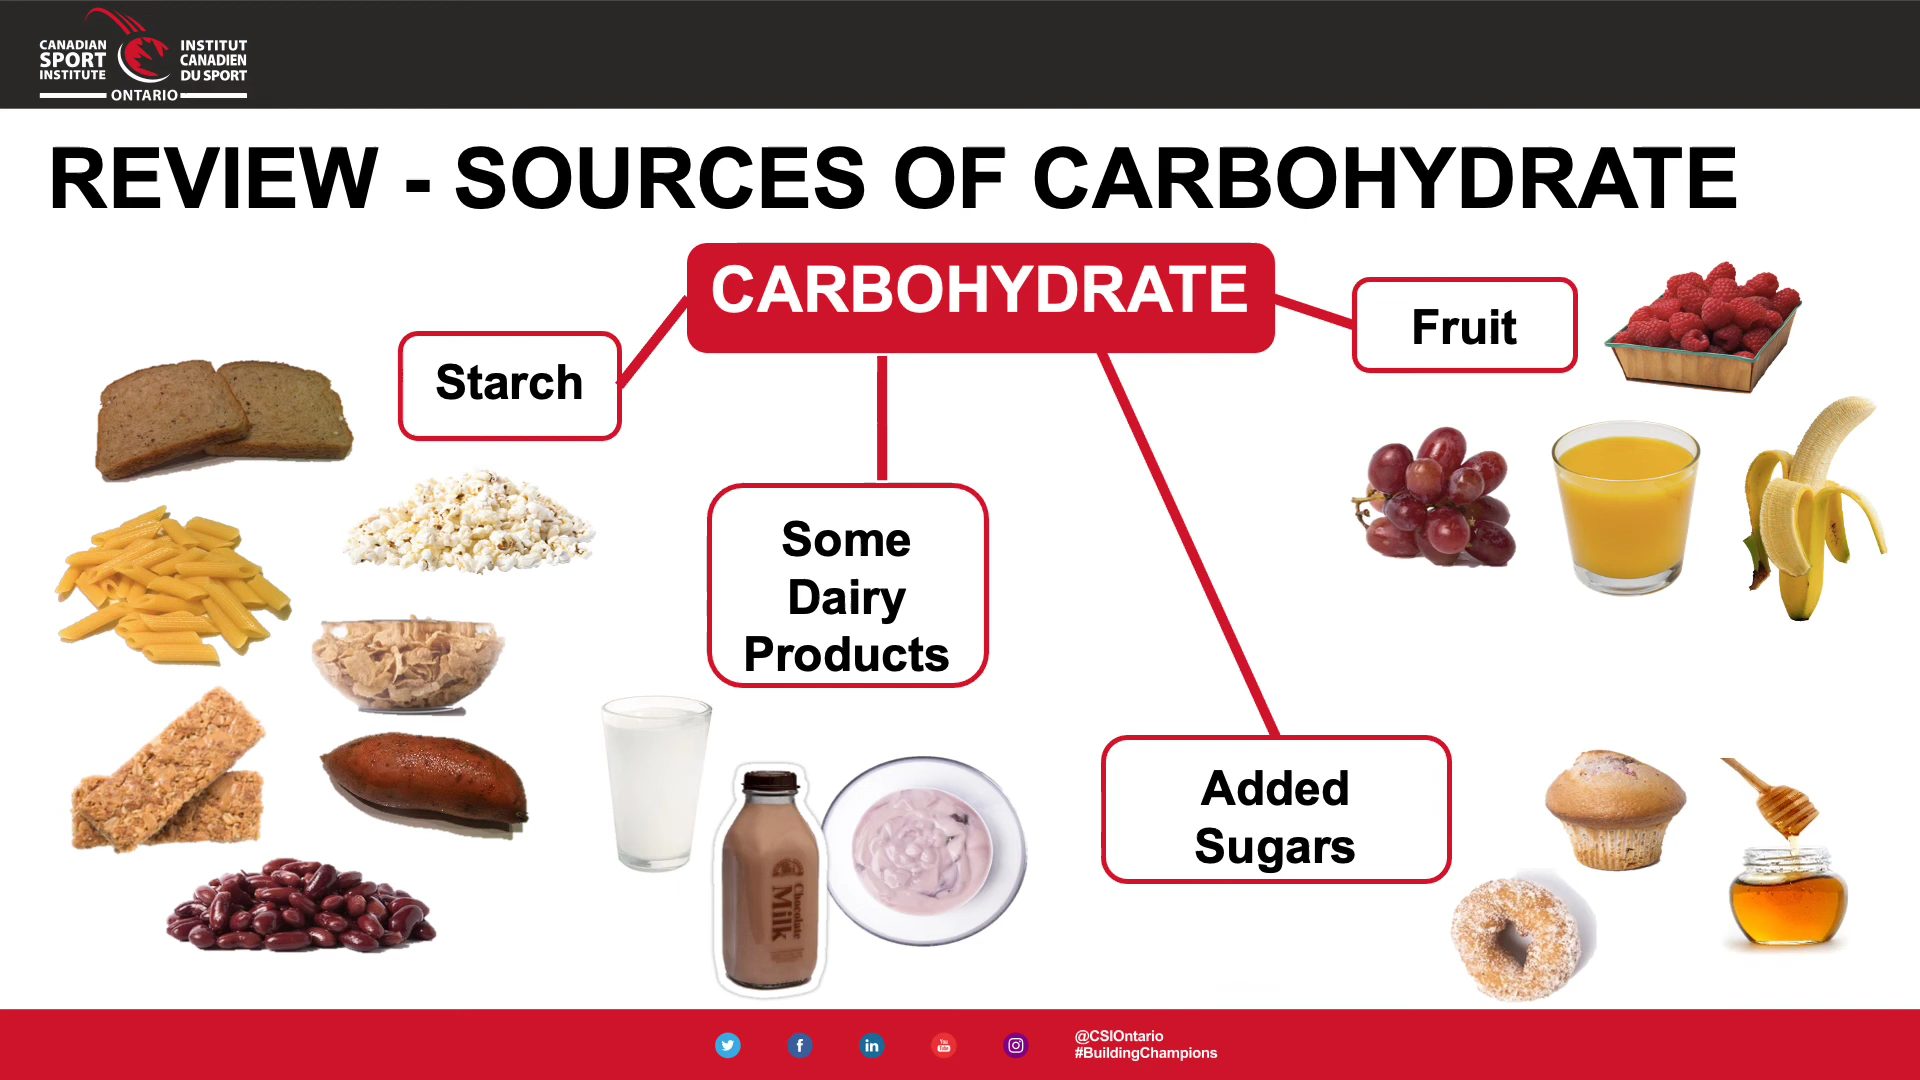 CANADIAN
SPORT
INSTITUTE
INSTITUT
CANADIEN
DU SPORT
ONTARIO
REVIEW - SOURCES OF CARBOHYDRATE
CARBOHYDRATE
Fruit
Starch
Some
Dairy
Products
Added
Sugars
Chocolate
Milk
@CSIOntario
#BuildingChampions